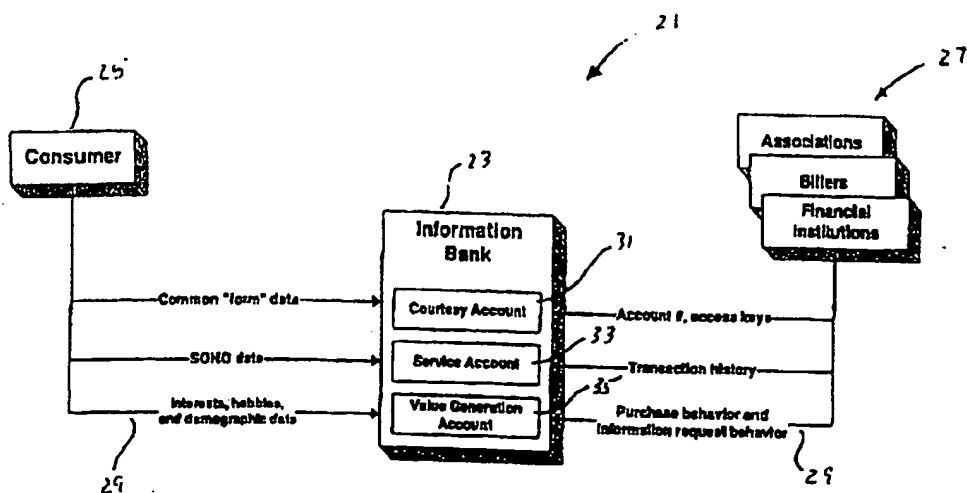 21
27
25
Consumer
Associations
Billers
Financial
Institutions
23
Information
Bank
31
Common "form" data
Courtesy Account
Account #, access keys
33
SOHO data
Service Account
Transaction history
35
Interests, hobbies,
and demographic data
Value Generation
Account
Purchase behavior and
information request behavior
29
29